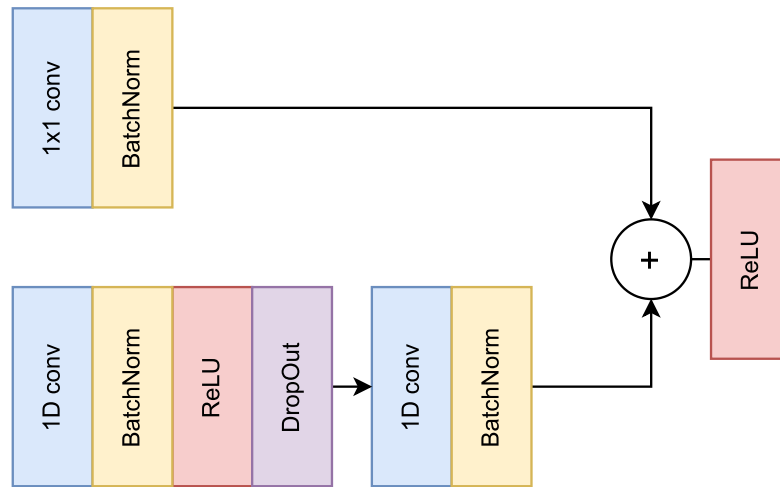 1x1 conv
BatchNorm
1D conv
BatchNorm
ReLU
DropOut
1D conv
BatchNorm
+
ReLU